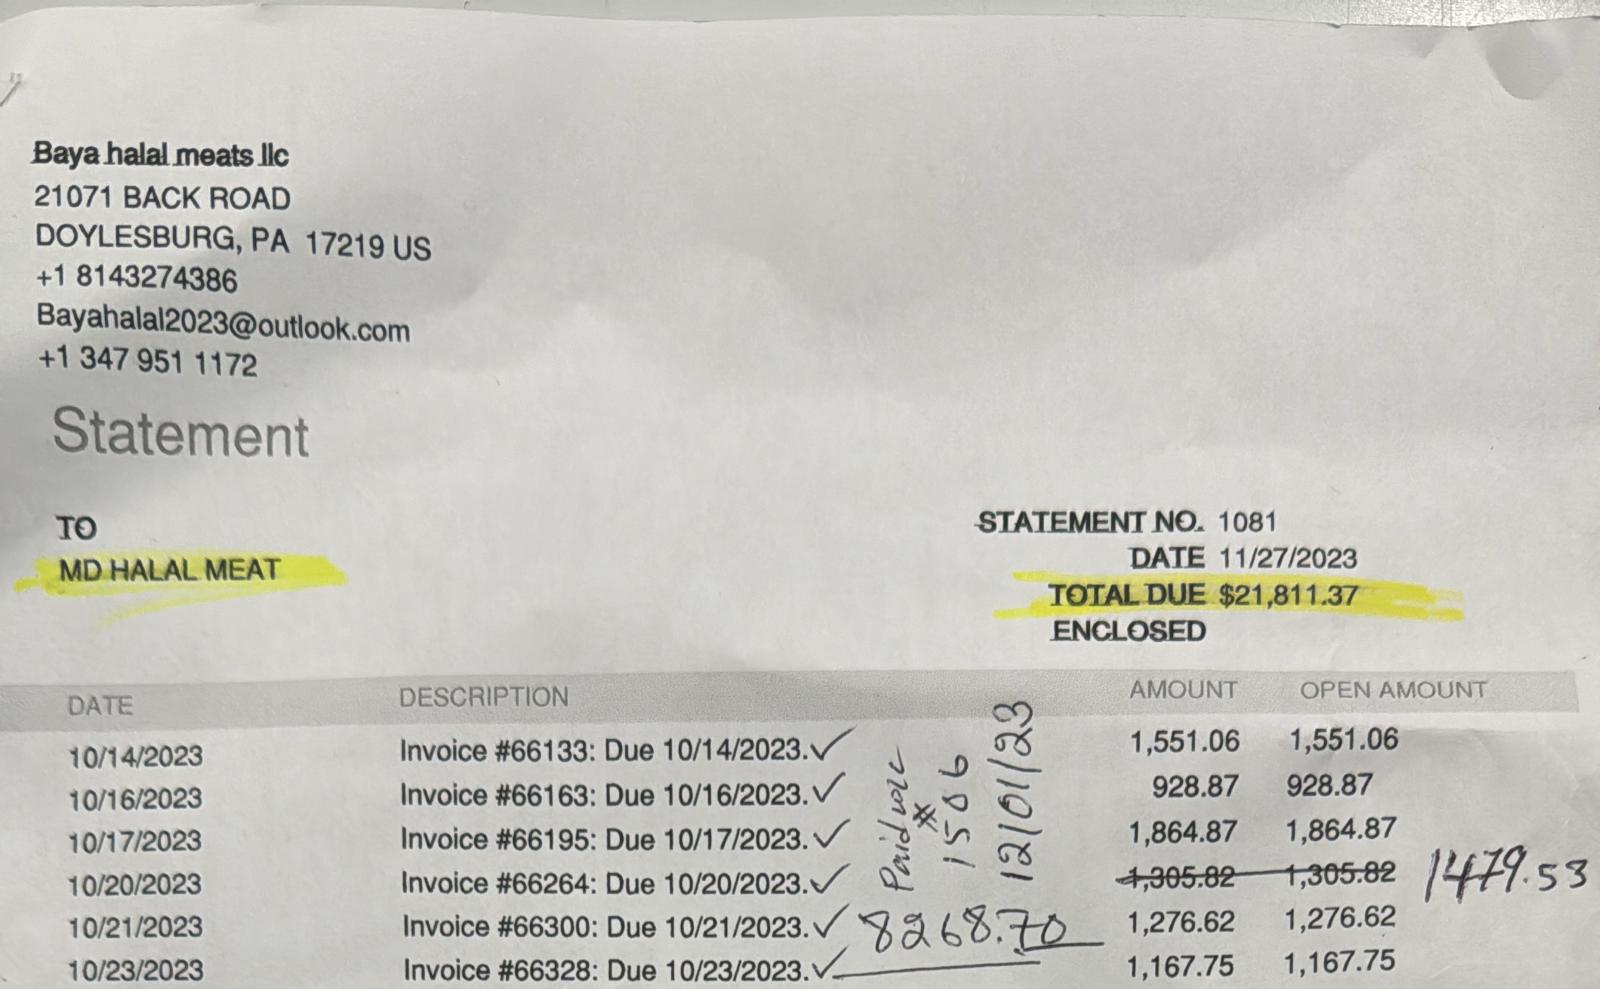 Baya halal meats llc
21071 BACK ROAD
DOYLESBURG, PA 17219 US
+1 8143274386
Bayahalal2023@outlook.com
+1 347 951 1172
Statement
TO
MD HALAL MEAT
STATEMENT NO. 1081
DATE 11/27/2023
TOTAL DUE $21,811.37
ENCLOSED
DATE DESCRIPTION AMOUNT OPEN AMOUNT
10/14/2023 Invoice #66133: Due 10/14/2023. 1,551.06 1,551.06
10/16/2023 Invoice #66163: Due 10/16/2023. 928.87 928.87
10/17/2023 Invoice #66195: Due 10/17/2023. 1,864.87 1,864.87
10/20/2023 Invoice #66264: Due 10/20/2023. 1,305.82 1,305.82 1479.53
10/21/2023 Invoice #66300: Due 10/21/2023. 1,276.62 1,276.62
10/23/2023 Invoice #66328: Due 10/23/2023. 1,167.75 1,167.75
Paid
# 1506
12/01/23
8268.70